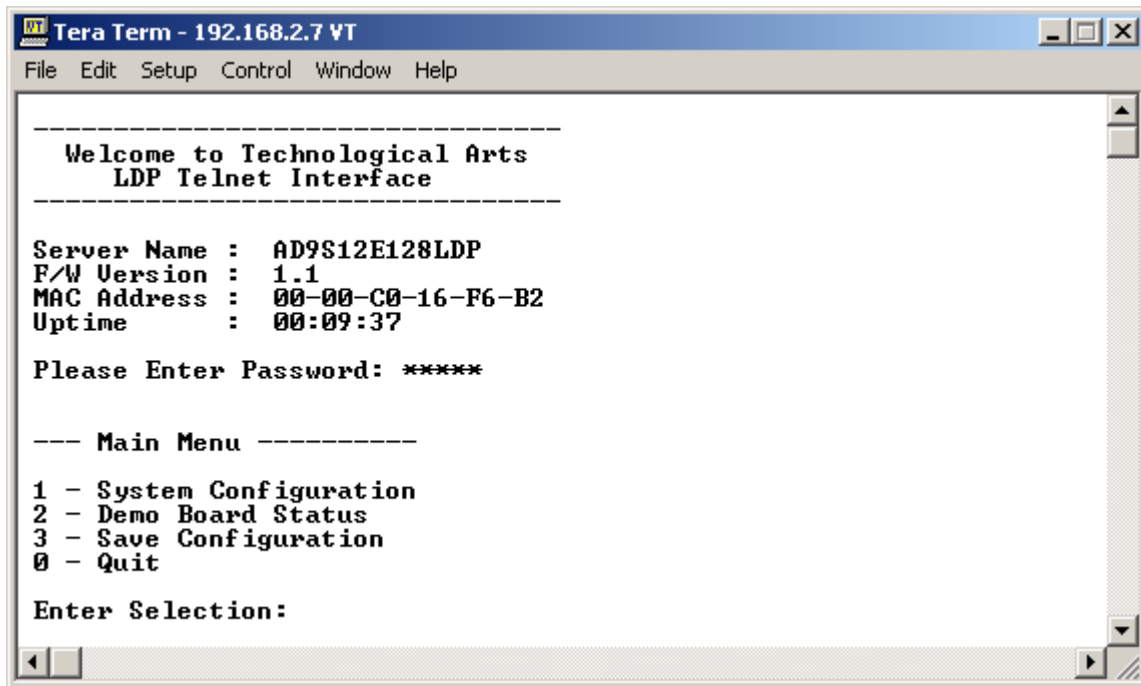 Tera Term - 192.168.2.7 VT
File Edit Setup Control Window Help
---------------------------------
Welcome to Technological Arts
LDP Telnet Interface
---------------------------------
Server Name : AD9S12E128LDP
F/W Version : 1.1
MAC Address : 00-00-C0-16-F6-B2
Uptime : 00:09:37
Please Enter Password: *****
--- Main Menu ----------
1 - System Configuration
2 - Demo Board Status
3 - Save Configuration
0 - Quit
Enter Selection: